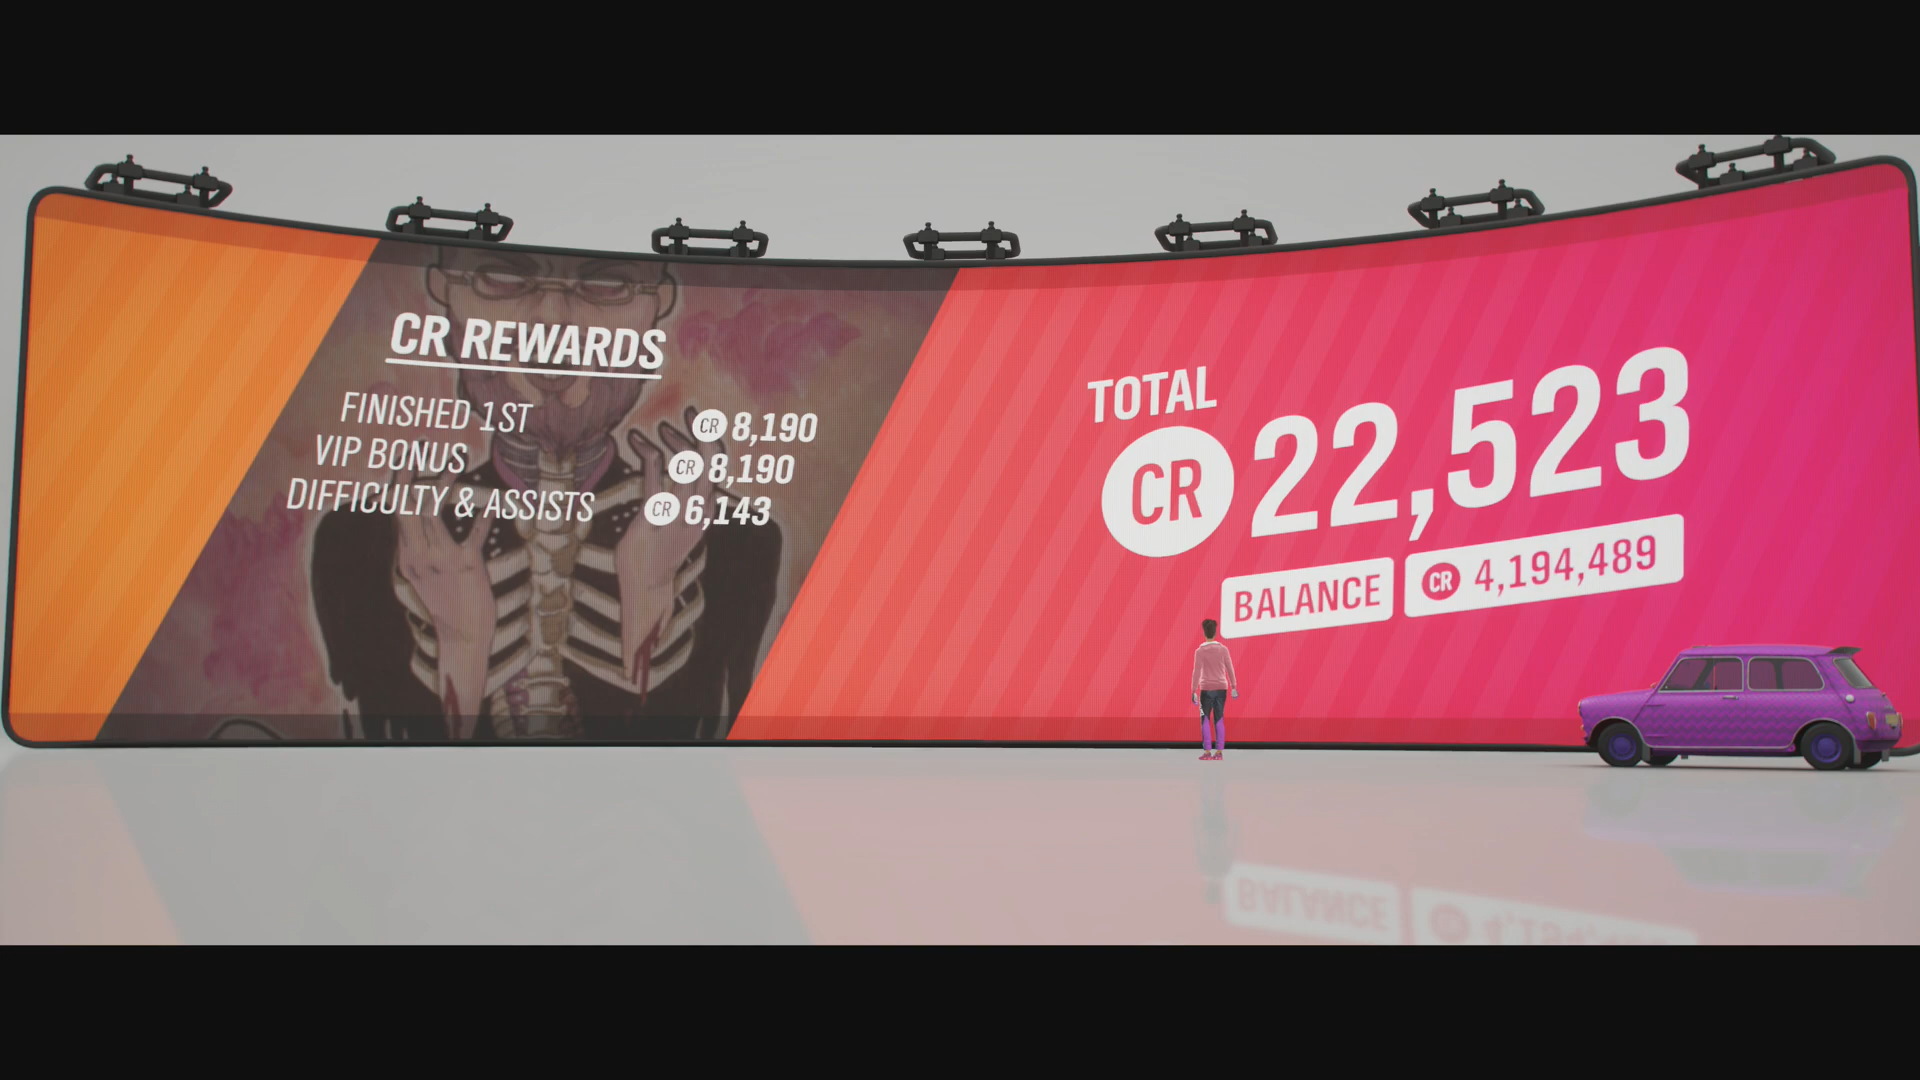 CR REWARDS
FINISHED 1ST CR 8,190
VIP BONUS CR 8,190
DIFFICULTY & ASSISTS CR 6,143
TOTAL
CR 22,523
BALANCE CR 4,194,489